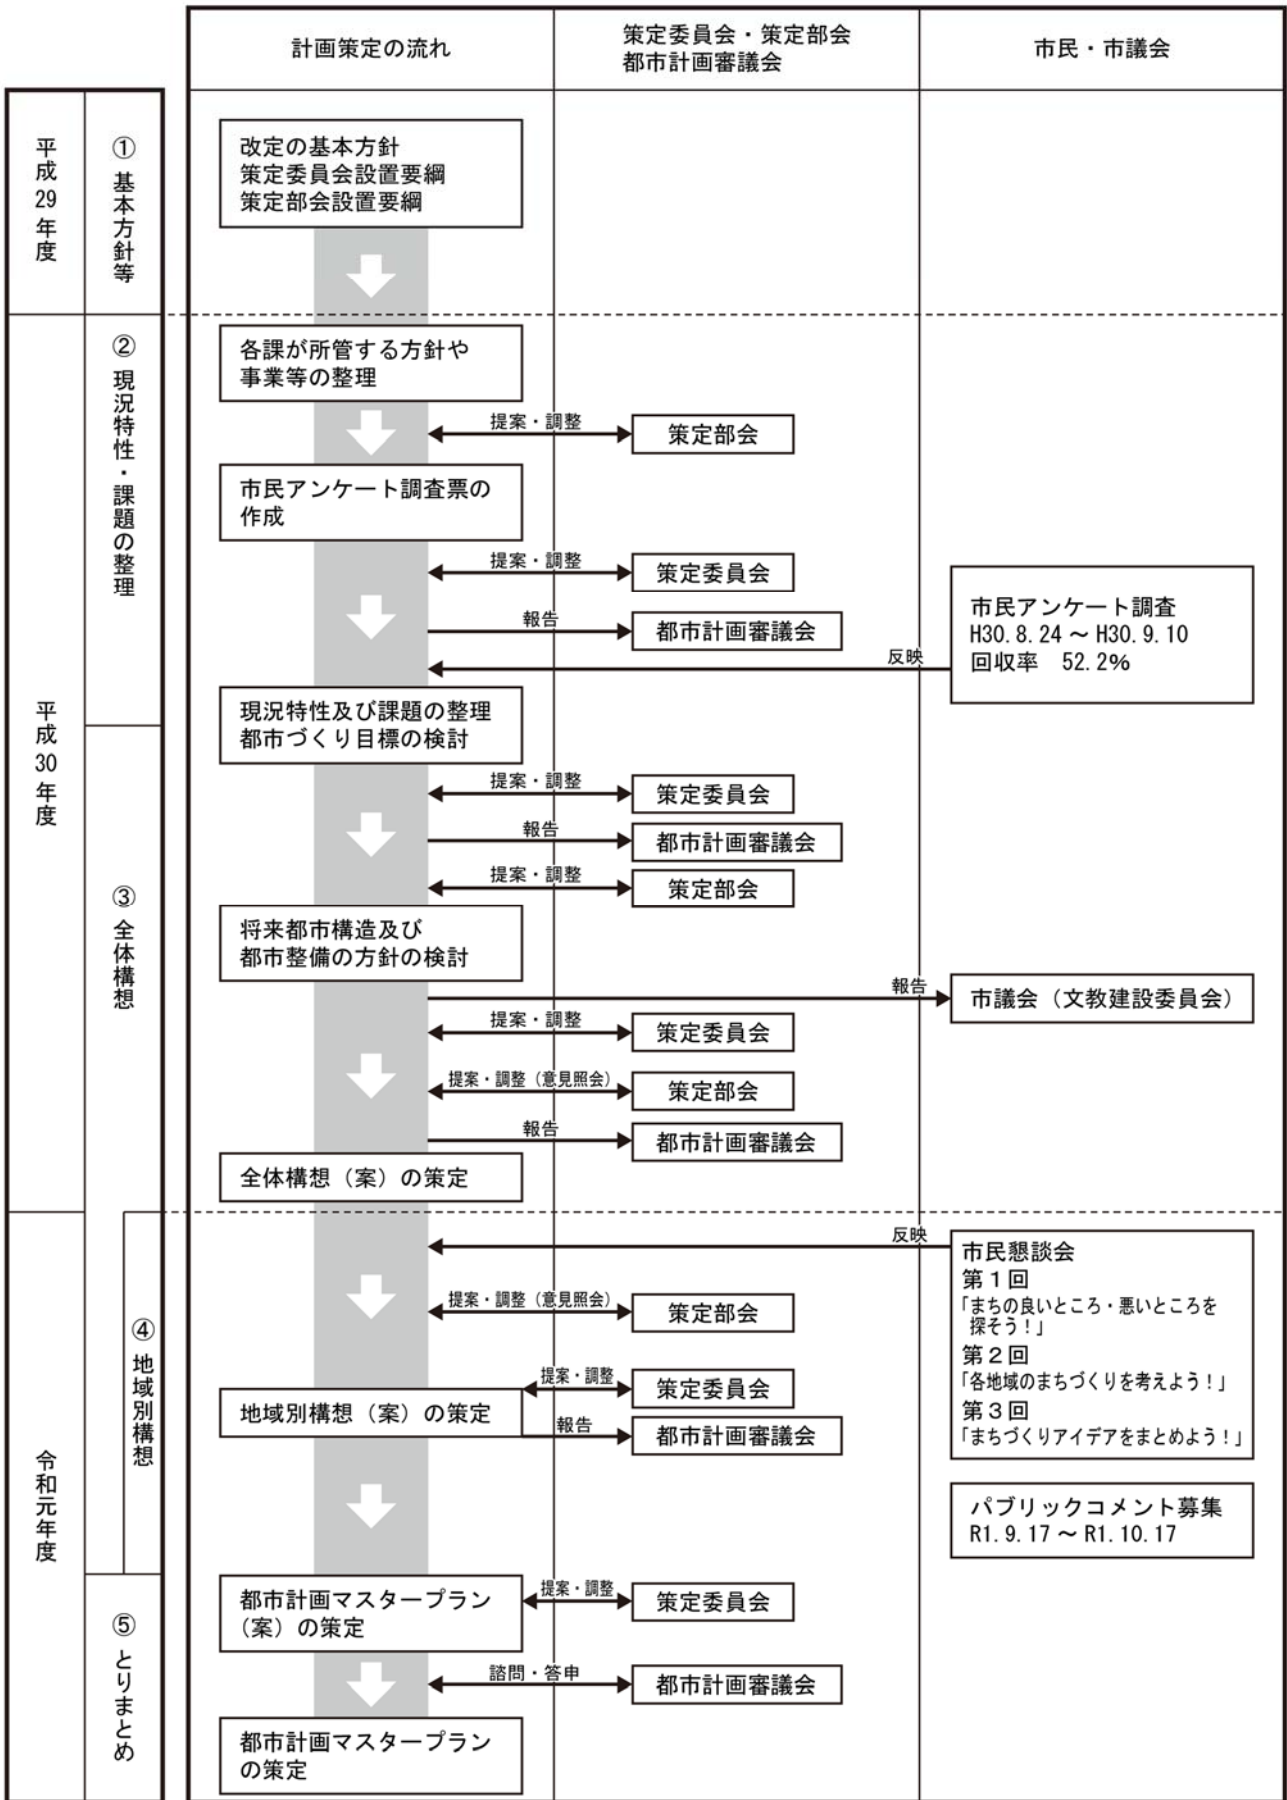 計画策定の流れ
策定委員会・策定部会
都市計画審議会
市民・市議会
平成29年度
① 基本方針等
改定の基本方針
策定委員会設置要綱
策定部会設置要綱
平成30年度
② 現況特性・課題の整理
各課が所管する方針や
事業等の整理
提案・調整
策定部会
市民アンケート調査票の
作成
提案・調整
策定委員会
報告
都市計画審議会
反映
市民アンケート調査
H30.8.24 ～ H30.9.10
回収率　52.2%
③ 全体構想
現況特性及び課題の整理
都市づくり目標の検討
提案・調整
策定委員会
報告
都市計画審議会
提案・調整
策定部会
将来都市構造及び
都市整備の方針の検討
報告
市議会（文教建設委員会）
提案・調整
策定委員会
提案・調整（意見照会）
策定部会
報告
都市計画審議会
全体構想（案）の策定
令和元年度
④ 地域別構想
反映
市民懇談会
第１回
「まちの良いところ・悪いところを
探そう！」
第２回
「各地域のまちづくりを考えよう！」
第３回
「まちづくりアイデアをまとめよう！」
提案・調整（意見照会）
策定部会
提案・調整
策定委員会
地域別構想（案）の策定
報告
都市計画審議会
パブリックコメント募集
R1.9.17 ～ R1.10.17
⑤ とりまとめ
都市計画マスタープラン
（案）の策定
提案・調整
策定委員会
諮問・答申
都市計画審議会
都市計画マスタープラン
の策定